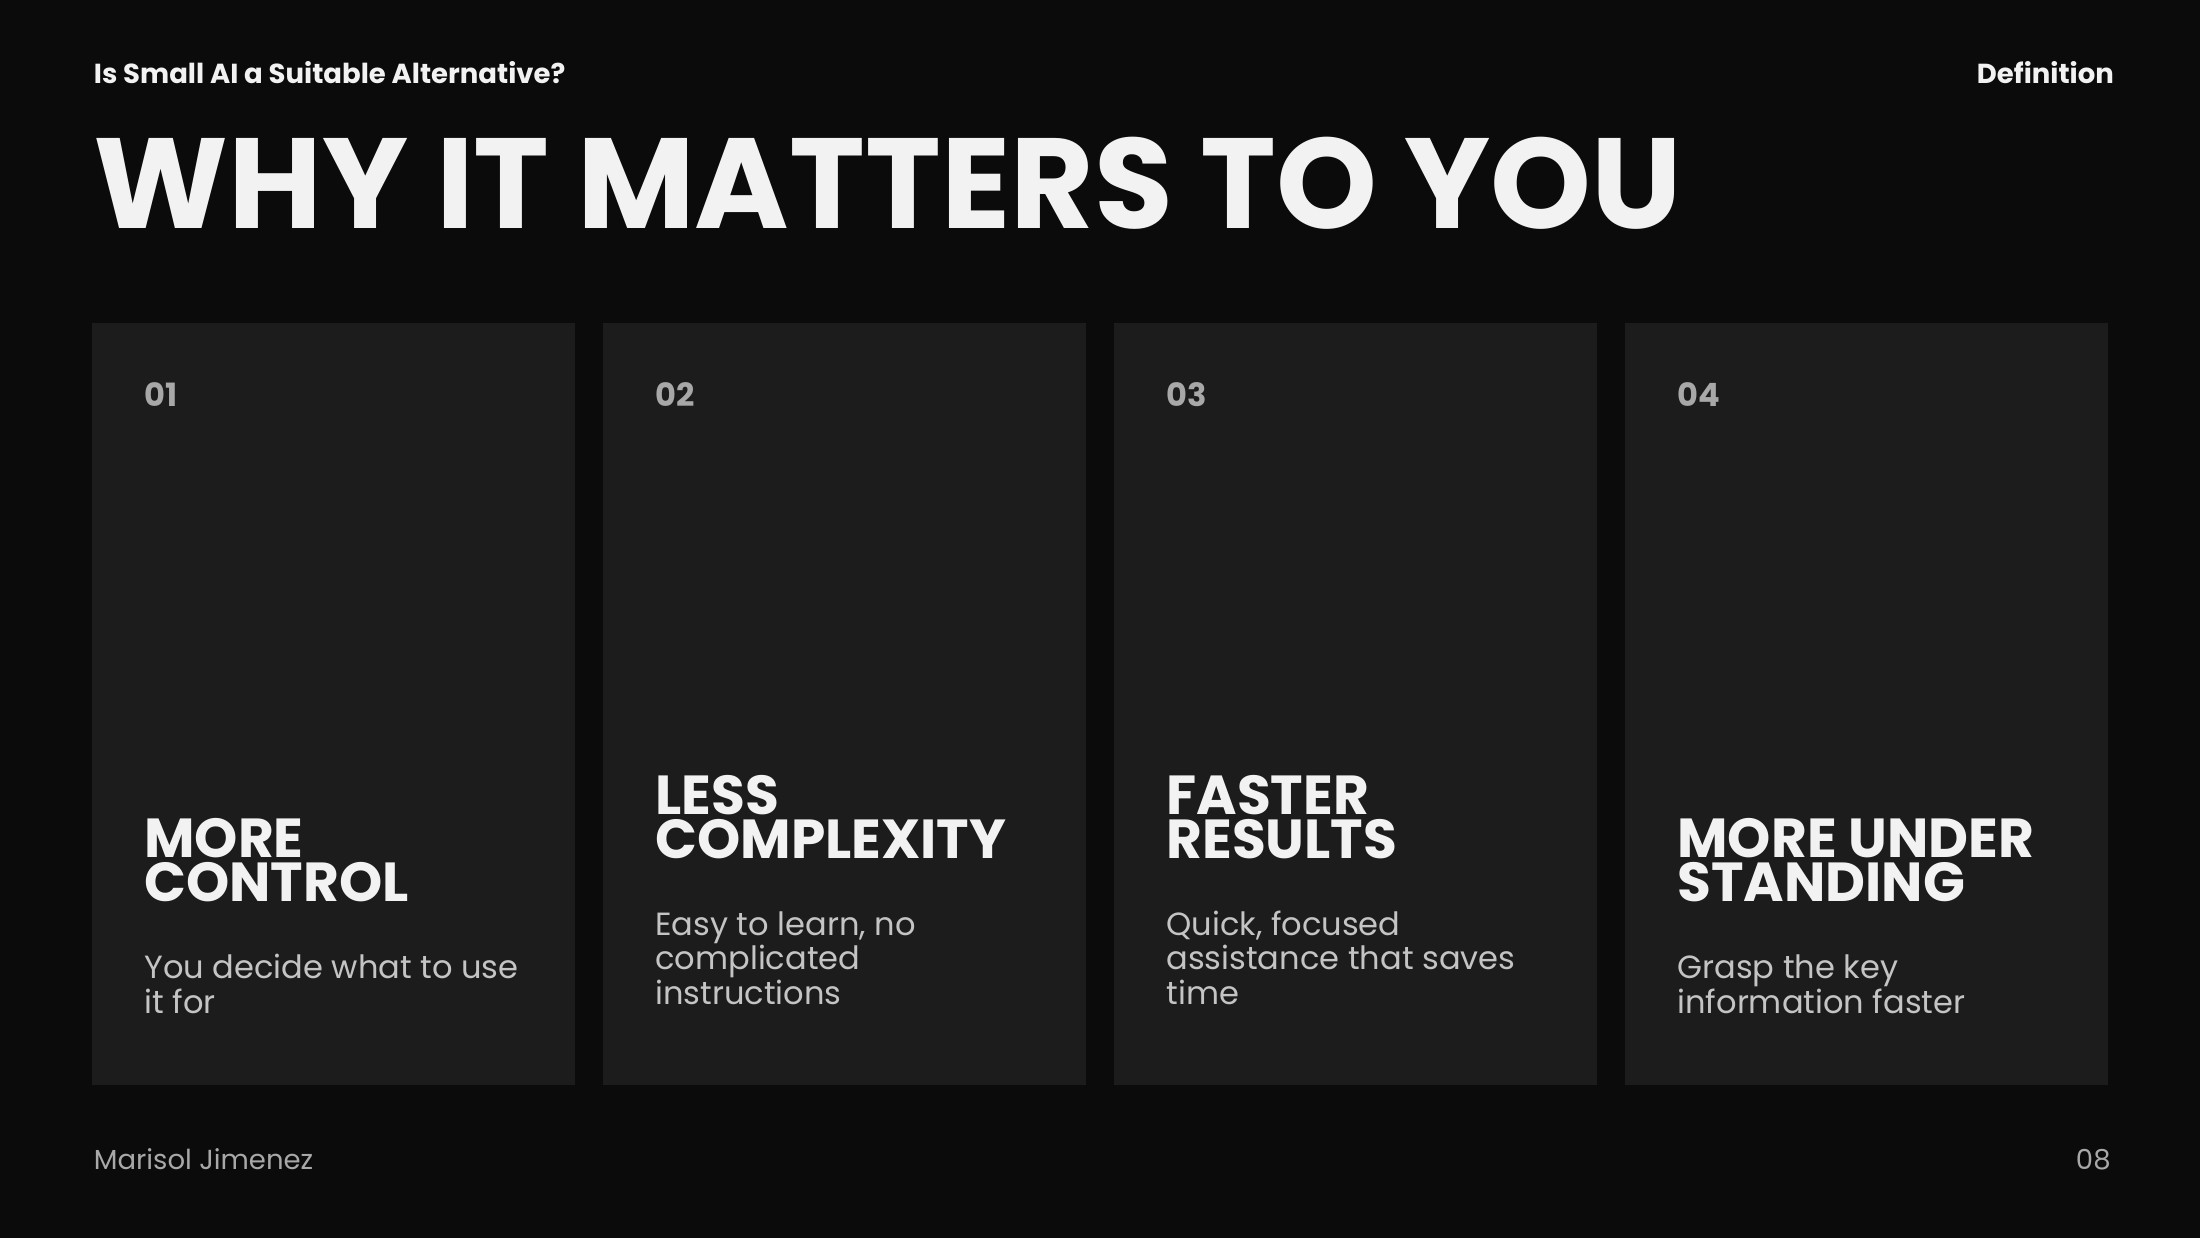 Is Small AI a Suitable Alternative?
Definition
WHY IT MATTERS TO YOU
01
MORE
CONTROL
You decide what to use
it for
02
LESS
COMPLEXITY
Easy to learn, no
complicated
instructions
03
FASTER
RESULTS
Quick, focused
assistance that saves
time
04
MORE UNDER
STANDING
Grasp the key
information faster
Marisol Jimenez
08